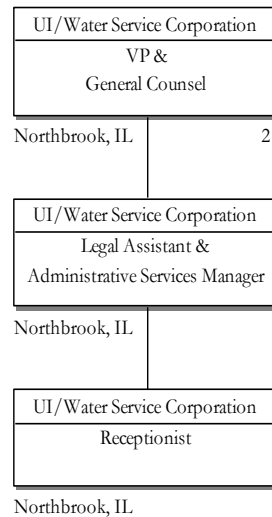 UI/Water Service Corporation
VP &
General Counsel
Northbrook, IL 2
UI/Water Service Corporation
Legal Assistant &
Administrative Services Manager
Northbrook, IL
UI/Water Service Corporation
Receptionist
Northbrook, IL